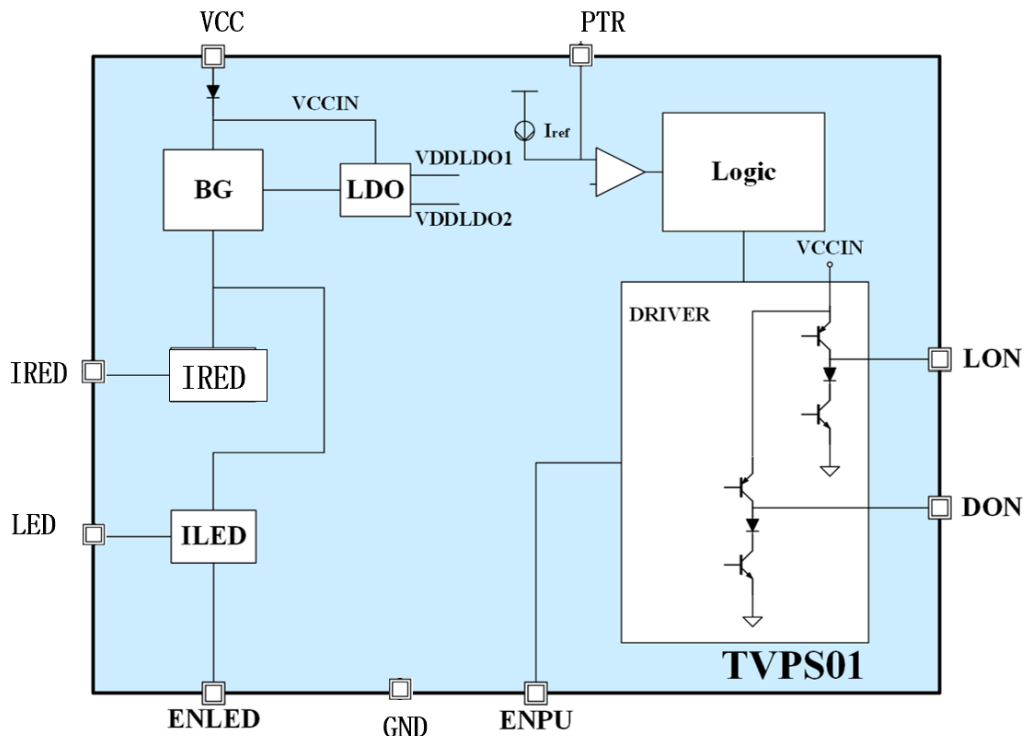 VCC
PTR
VCCIN
Iref
VDDLDO1
BG
LDO
Logic
VDDLDO2
VCCIN
DRIVER
IRED
IRED
LON
LED
ILED
DON
TVPS01
ENLED
GND
ENPU